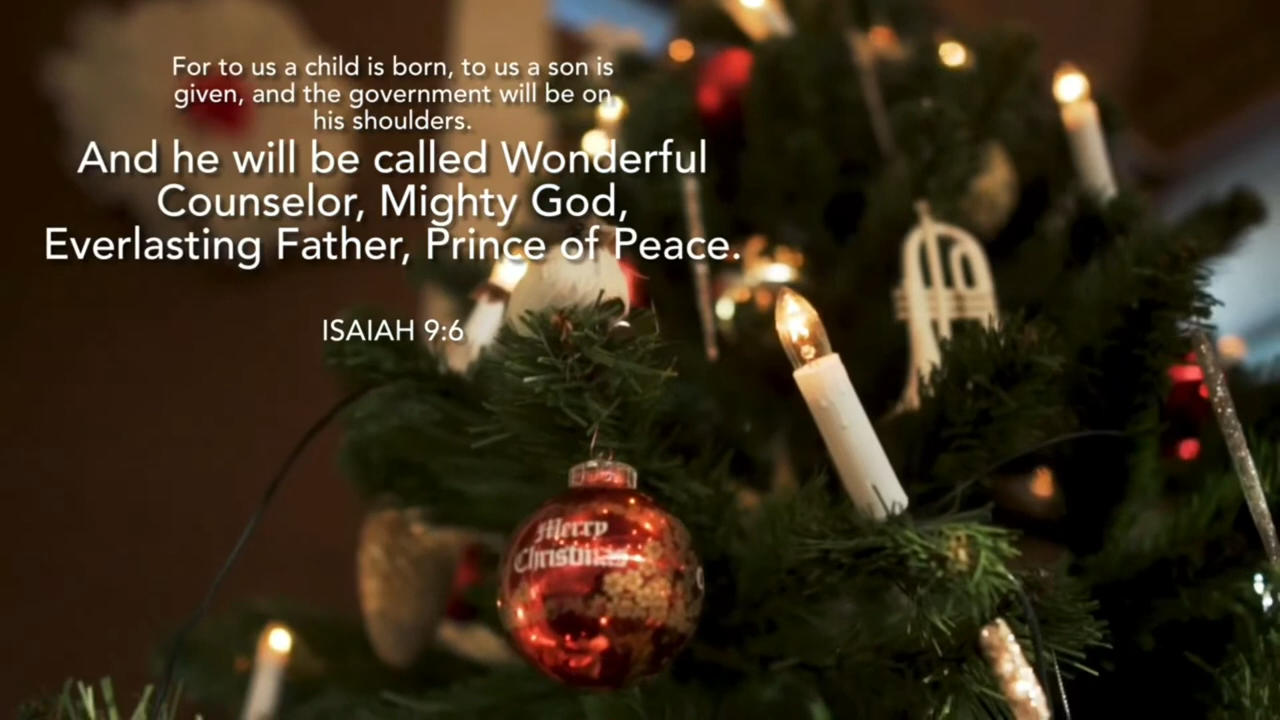 For to us a child is born, to us a son is
given, and the government will be on
his shoulders.
And he will be called Wonderful
Counselor, Mighty God,
Everlasting Father, Prince of Peace.
ISAIAH 9:6
Merry
Christmas